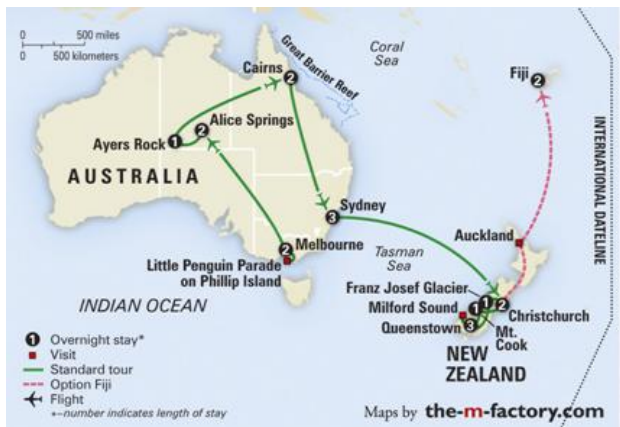 0 500 miles
0 500 kilometers
Coral
Sea
Great Barrier Reef
Cairns
2
Fiji 2
Alice Springs
2
Ayers Rock 1
AUSTRALIA
INTERNATIONAL DATELINE
Sydney
3
2 Melbourne
Little Penguin Parade
on Phillip Island
Auckland
Tasman
Sea
Franz Josef Glacier
1
Milford Sound 1
2
Christchurch
Queenstown 3
Mt.
Cook
INDIAN OCEAN
NEW
ZEALAND
1 Overnight stay*
Visit
Standard tour
Option Fiji
Flight
*–number indicates length of stay
Maps by the-m-factory.com